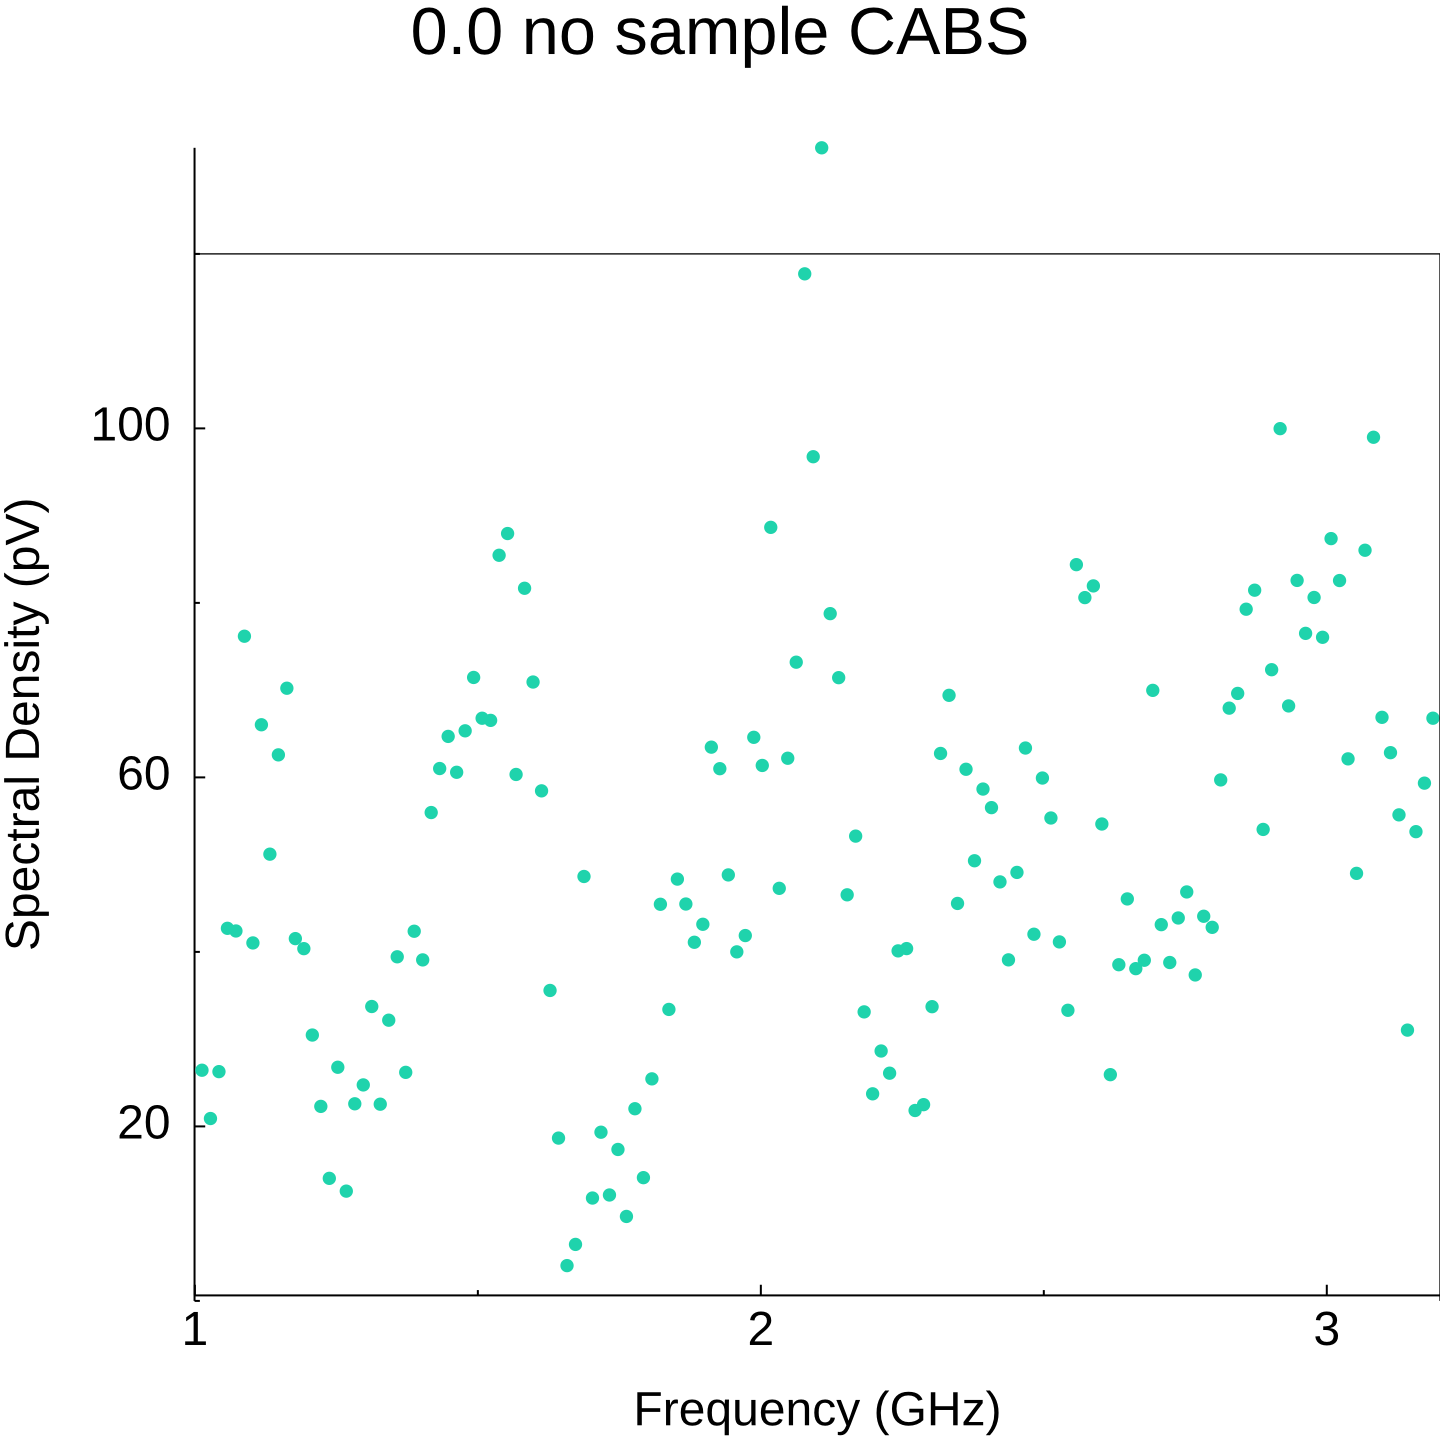 0.0 no sample CABS
100
60
20
Spectral Density (pV)
1 2 3
Frequency (GHz)